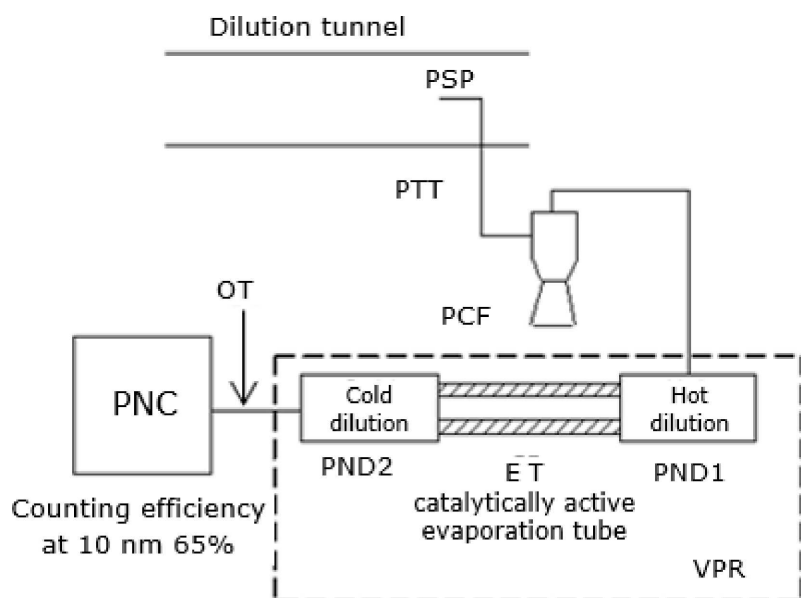 Dilution tunnel
PSP
PTT
OT
PCF
PNC
Cold
dilution
Hot
dilution
PND2
E T
PND1
catalytically active
evaporation tube
Counting efficiency
at 10 nm 65%
VPR